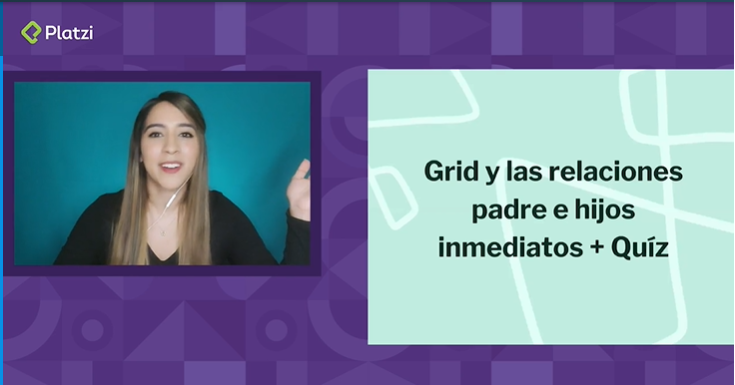 Platzi
Grid y las relaciones
padre e hijos
inmediatos + Quíz